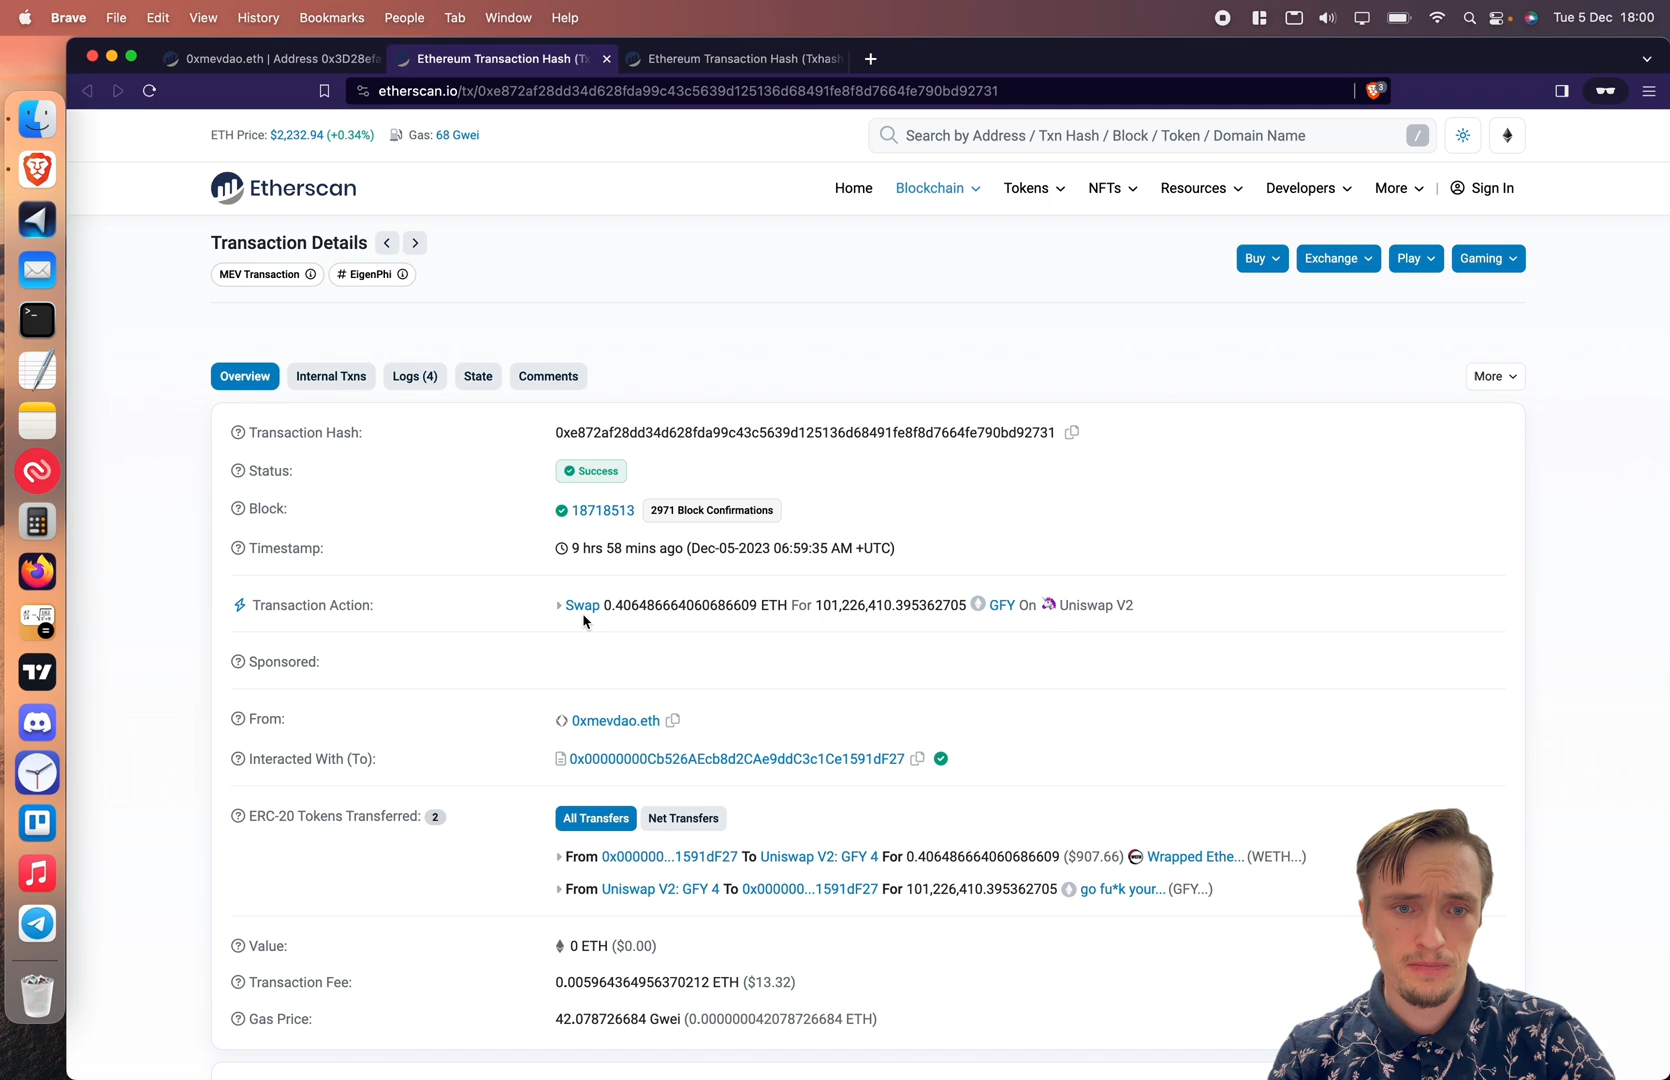 Brave File Edit View History Bookmarks People Tab Window Help Tue 5 Dec 18:00
0xmevdao.eth | Address 0x3D28efa Ethereum Transaction Hash (Tx Ethereum Transaction Hash (Txhash
etherscan.io/tx/0xe872af28dd34d628fda99c43c5639d125136d68491fe8f8d7664fe790bd92731 3
ETH Price: $2,232.94 (+0.34%) Gas: 68 Gwei Search by Address / Txn Hash / Block / Token / Domain Name /
Etherscan Home Blockchain Tokens NFTs Resources Developers More | Sign In
Transaction Details
MEV Transaction # EigenPhi
Buy Exchange Play Gaming
Overview Internal Txns Logs (4) State Comments More
Transaction Hash: 0xe872af28dd34d628fda99c43c5639d125136d68491fe8f8d7664fe790bd92731
Status: Success
Block: 18718513 2971 Block Confirmations
Timestamp: 9 hrs 58 mins ago (Dec-05-2023 06:59:35 AM +UTC)
Transaction Action: Swap 0.406486664060686609 ETH For 101,226,410.395362705 GFY On Uniswap V2
Sponsored:
From: 0xmevdao.eth
Interacted With (To): 0x00000000Cb526AEcb8d2CAe9ddC3c1Ce1591dF27
ERC-20 Tokens Transferred: 2 All Transfers Net Transfers
From 0x000000...1591dF27 To Uniswap V2: GFY 4 For 0.406486664060686609 ($907.66) Wrapped Ethe... (WETH...)
From Uniswap V2: GFY 4 To 0x000000...1591dF27 For 101,226,410.395362705 go fu*k your... (GFY...)
Value: 0 ETH ($0.00)
Transaction Fee: 0.005964364956370212 ETH ($13.32)
Gas Price: 42.078726684 Gwei (0.000000042078726684 ETH)